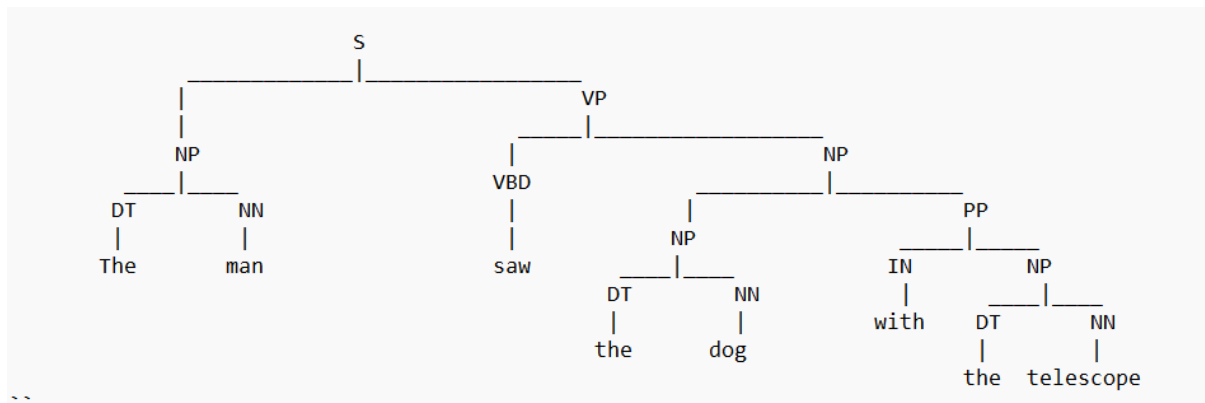 S
VP
NP NP
VBD
DT NN PP
NP
The man saw IN NP
DT NN
with DT NN
the dog
the telescope
``